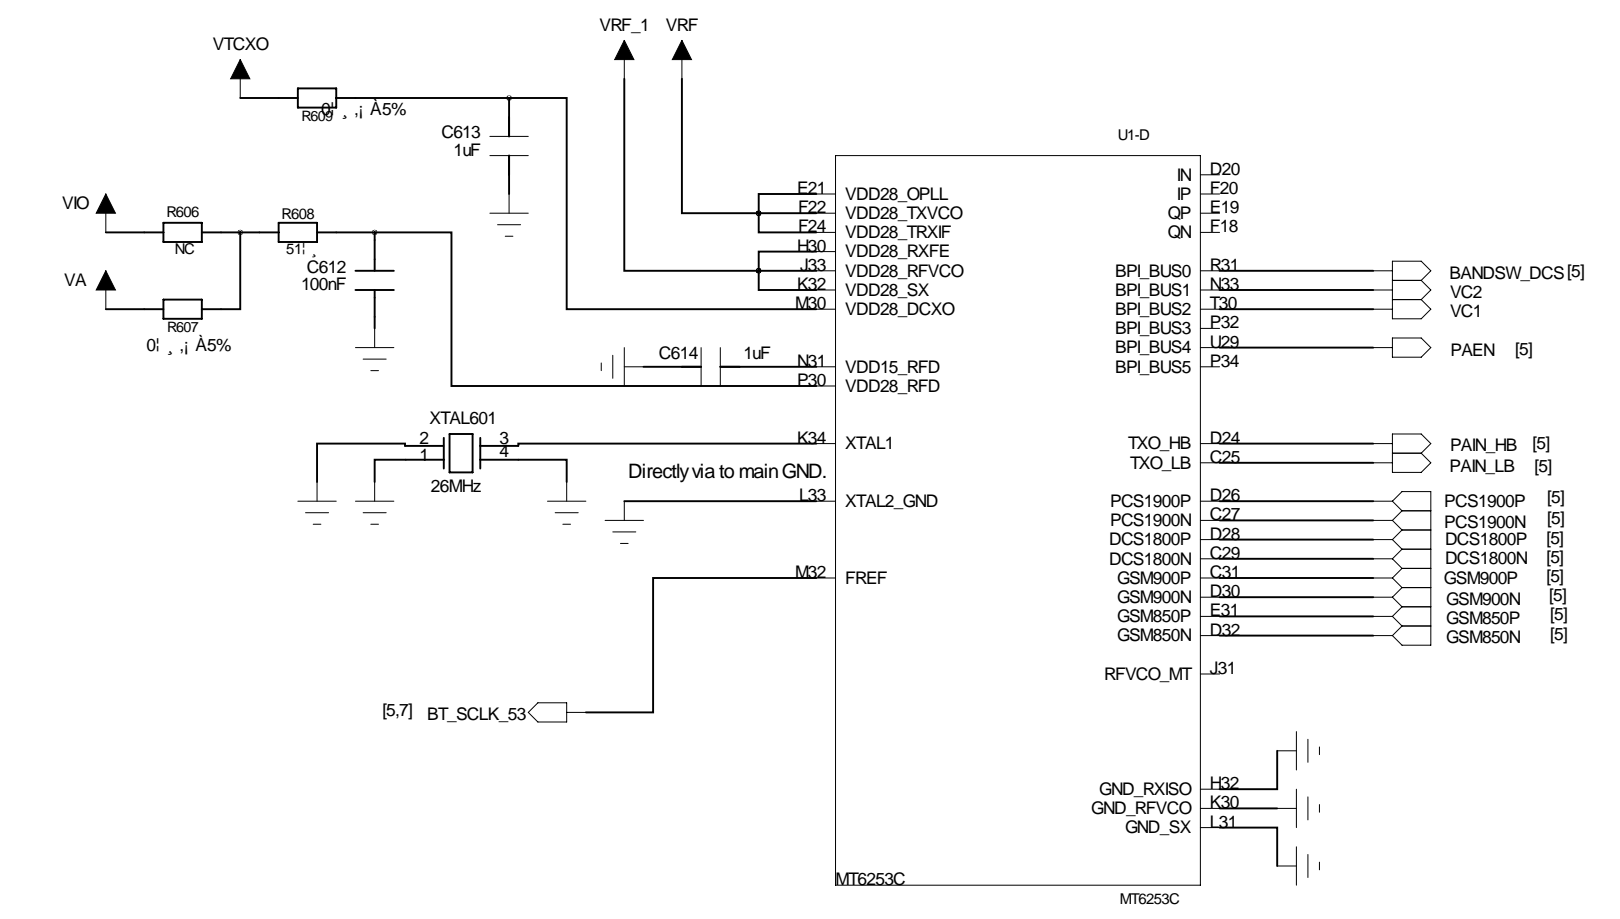 VRF_1 VRF
VTCXO
R609
0¦ ¸ ,¡ À5%
C613
1uF
U1-D
VIO
R606
NC
R608
51¦ ¸
VA
R607
0¦ ¸ ,¡ À5%
C612
100nF
E21 VDD28_OPLL
F22 VDD28_TXVCO
F24 VDD28_TRXIF
H30 VDD28_RXFE
J33 VDD28_RFVCO
K32 VDD28_SX
M30 VDD28_DCXO
C614 1uF
N31 VDD15_RFD
P30 VDD28_RFD
XTAL601
2 3
1 4
26MHz
K34 XTAL1
Directly via to main GND.
L33 XTAL2_GND
M32 FREF
[5,7] BT_SCLK_53
IN D20
IP F20
QP E19
QN F18
BPI_BUS0 R31 BANDSW_DCS [5]
BPI_BUS1 N33 VC2
BPI_BUS2 T30 VC1
BPI_BUS3 P32
BPI_BUS4 U29 PAEN [5]
BPI_BUS5 P34
TXO_HB D24 PAIN_HB [5]
TXO_LB C25 PAIN_LB [5]
PCS1900P D26 PCS1900P [5]
PCS1900N C27 PCS1900N [5]
DCS1800P D28 DCS1800P [5]
DCS1800N C29 DCS1800N [5]
GSM900P C31 GSM900P [5]
GSM900N D30 GSM900N [5]
GSM850P E31 GSM850P [5]
GSM850N D32 GSM850N [5]
RFVCO_MT J31
GND_RXISO H32
GND_RFVCO K30
GND_SX L31
MT6253C
MT6253C